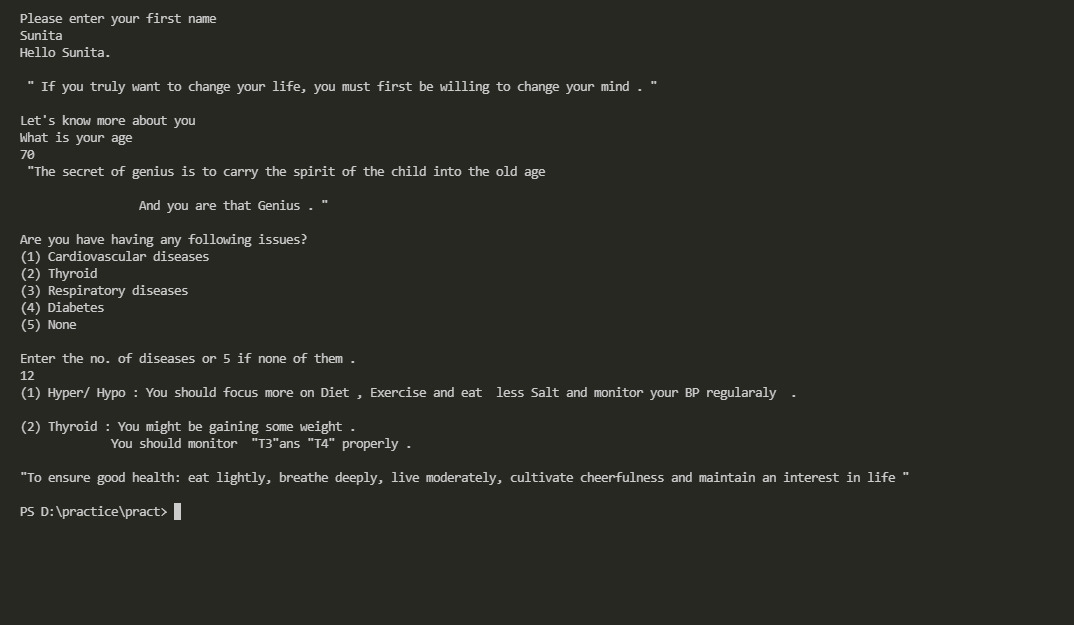 Please enter your first name
Sunita
Hello Sunita.
" If you truly want to change your life, you must first be willing to change your mind . "
Let's know more about you
What is your age
70
"The secret of genius is to carry the spirit of the child into the old age
And you are that Genius . "
Are you have having any following issues?
(1) Cardiovascular diseases
(2) Thyroid
(3) Respiratory diseases
(4) Diabetes
(5) None
Enter the no. of diseases or 5 if none of them .
12
(1) Hyper/ Hypo : You should focus more on Diet , Exercise and eat  less Salt and monitor your BP regularaly  .
(2) Thyroid : You might be gaining some weight .
You should monitor  "T3"ans "T4" properly .
"To ensure good health: eat lightly, breathe deeply, live moderately, cultivate cheerfulness and maintain an interest in life "
PS D:\practice\pract>